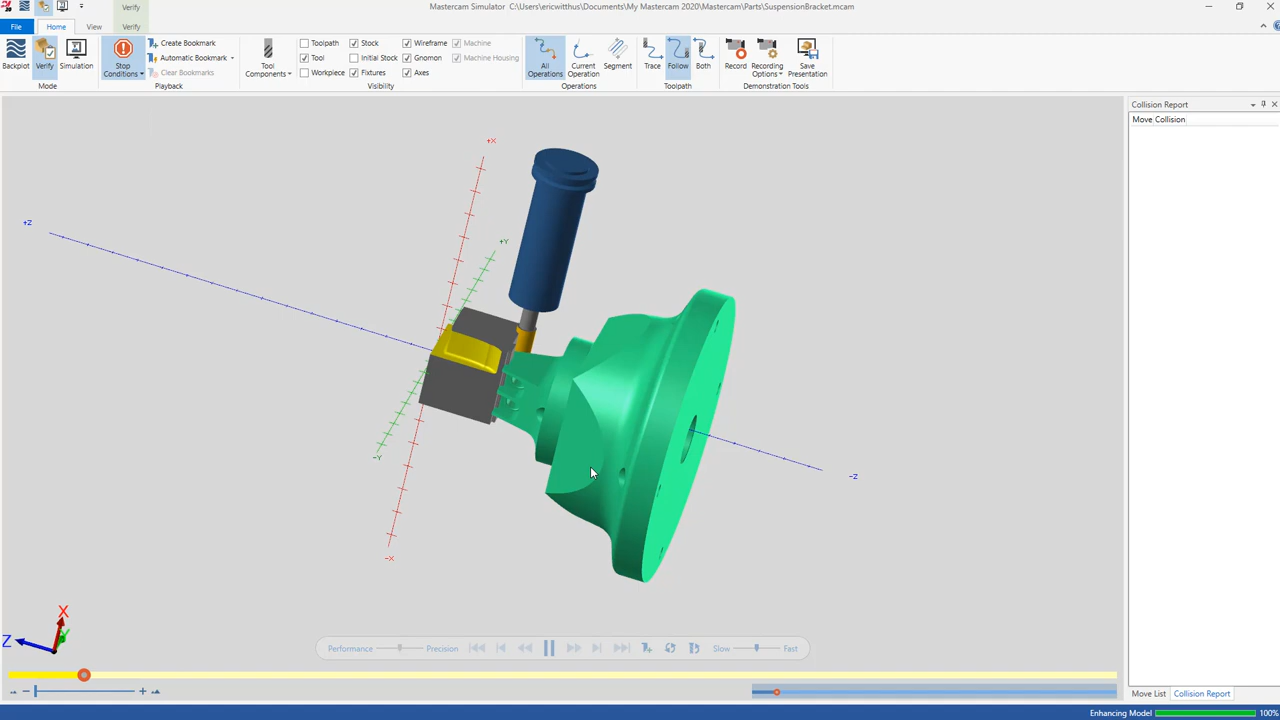 Verify
Mastercam Simulator C:\users\ericwitthus\Documents\My Mastercam 2020\Mastercam\Parts\SuspensionBracket.mcam
File Home View Verify
Backplot Verify Simulation
Mode
Stop Conditions
Create Bookmark
Automatic Bookmark
Clear Bookmarks
Playback
Tool Components
Toolpath Stock Wireframe Machine
Tool Initial Stock Gnomon Machine Housing
Workpiece Fixtures Axes
Visibility
All Operations Current Operation Segment
Operations
Trace Follow Both
Toolpath
Record Recording Options Save Presentation
Demonstration Tools
Collision Report
Move Collision
+X
+Z
+Y
-Y
-Z
-X
X
Z Y
Performance Precision Slow Fast
Move List Collision Report
Enhancing Model 100%